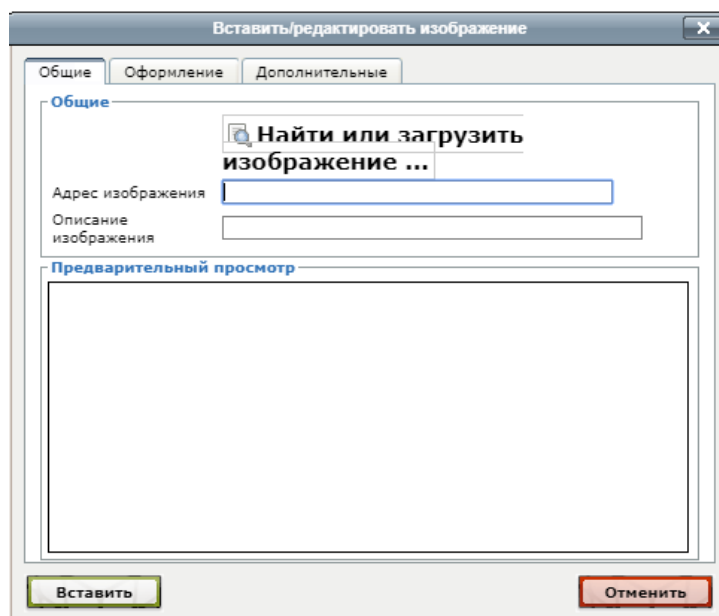 Вставить/редактировать изображение
Общие
Оформление
Дополнительные
Общие
Найти или загрузить
изображение ...
Адрес изображения
Описание
изображения
Предварительный просмотр
Вставить
Отменить